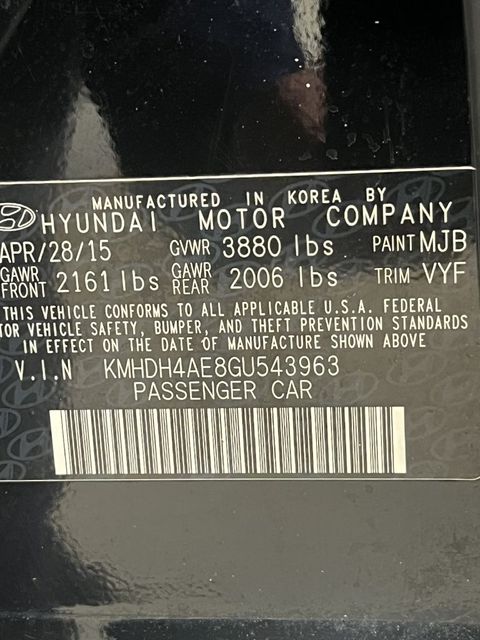 MANUFACTURED IN KOREA BY
HYUNDAI MOTOR COMPANY
APR/28/15 GVWR 3880 lbs PAINT MJB
GAWR FRONT 2161 lbs GAWR REAR 2006 lbs TRIM VYF
THIS VEHICLE CONFORMS TO ALL APPLICABLE U.S.A. FEDERAL
TOR VEHICLE SAFETY, BUMPER, AND THEFT PREVENTION STANDARDS
IN EFFECT ON THE DATE OF MANUFACTURE SHOWN ABOVE
V.I.N KMHDH4AE8GU543963
PASSENGER CAR